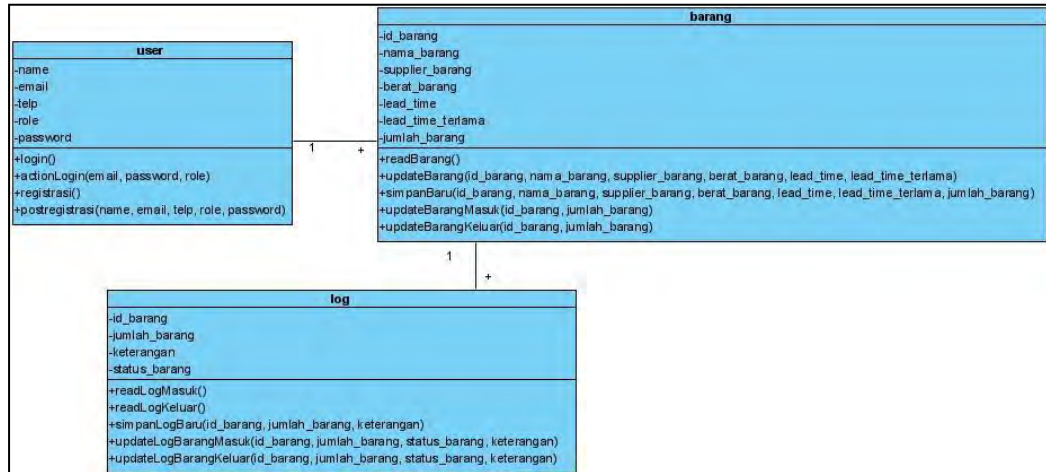 user
-name
-email
-telp
-role
-password
+login()
+actionLogin(email, password, role)
+registrasi()
+postregistrasi(name, email, telp, role, password)
1
+
barang
-id_barang
-nama_barang
-supplier_barang
-berat_barang
-lead_time
-lead_time_terlama
-jumlah_barang
+readBarang()
+updateBarang(id_barang, nama_barang, supplier_barang, berat_barang, lead_time, lead_time_terlama)
+simpanBaru(id_barang, nama_barang, supplier_barang, berat_barang, lead_time, lead_time_terlama, jumlah_barang)
+updateBarangMasuk(id_barang, jumlah_barang)
+updateBarangKeluar(id_barang, jumlah_barang)
1
+
log
-id_barang
-jumlah_barang
-keterangan
-status_barang
+readLogMasuk()
+readLogKeluar()
+simpanLogBaru(id_barang, jumlah_barang, keterangan)
+updateLogBarangMasuk(id_barang, jumlah_barang, status_barang, keterangan)
+updateLogBarangKeluar(id_barang, jumlah_barang, status_barang, keterangan)